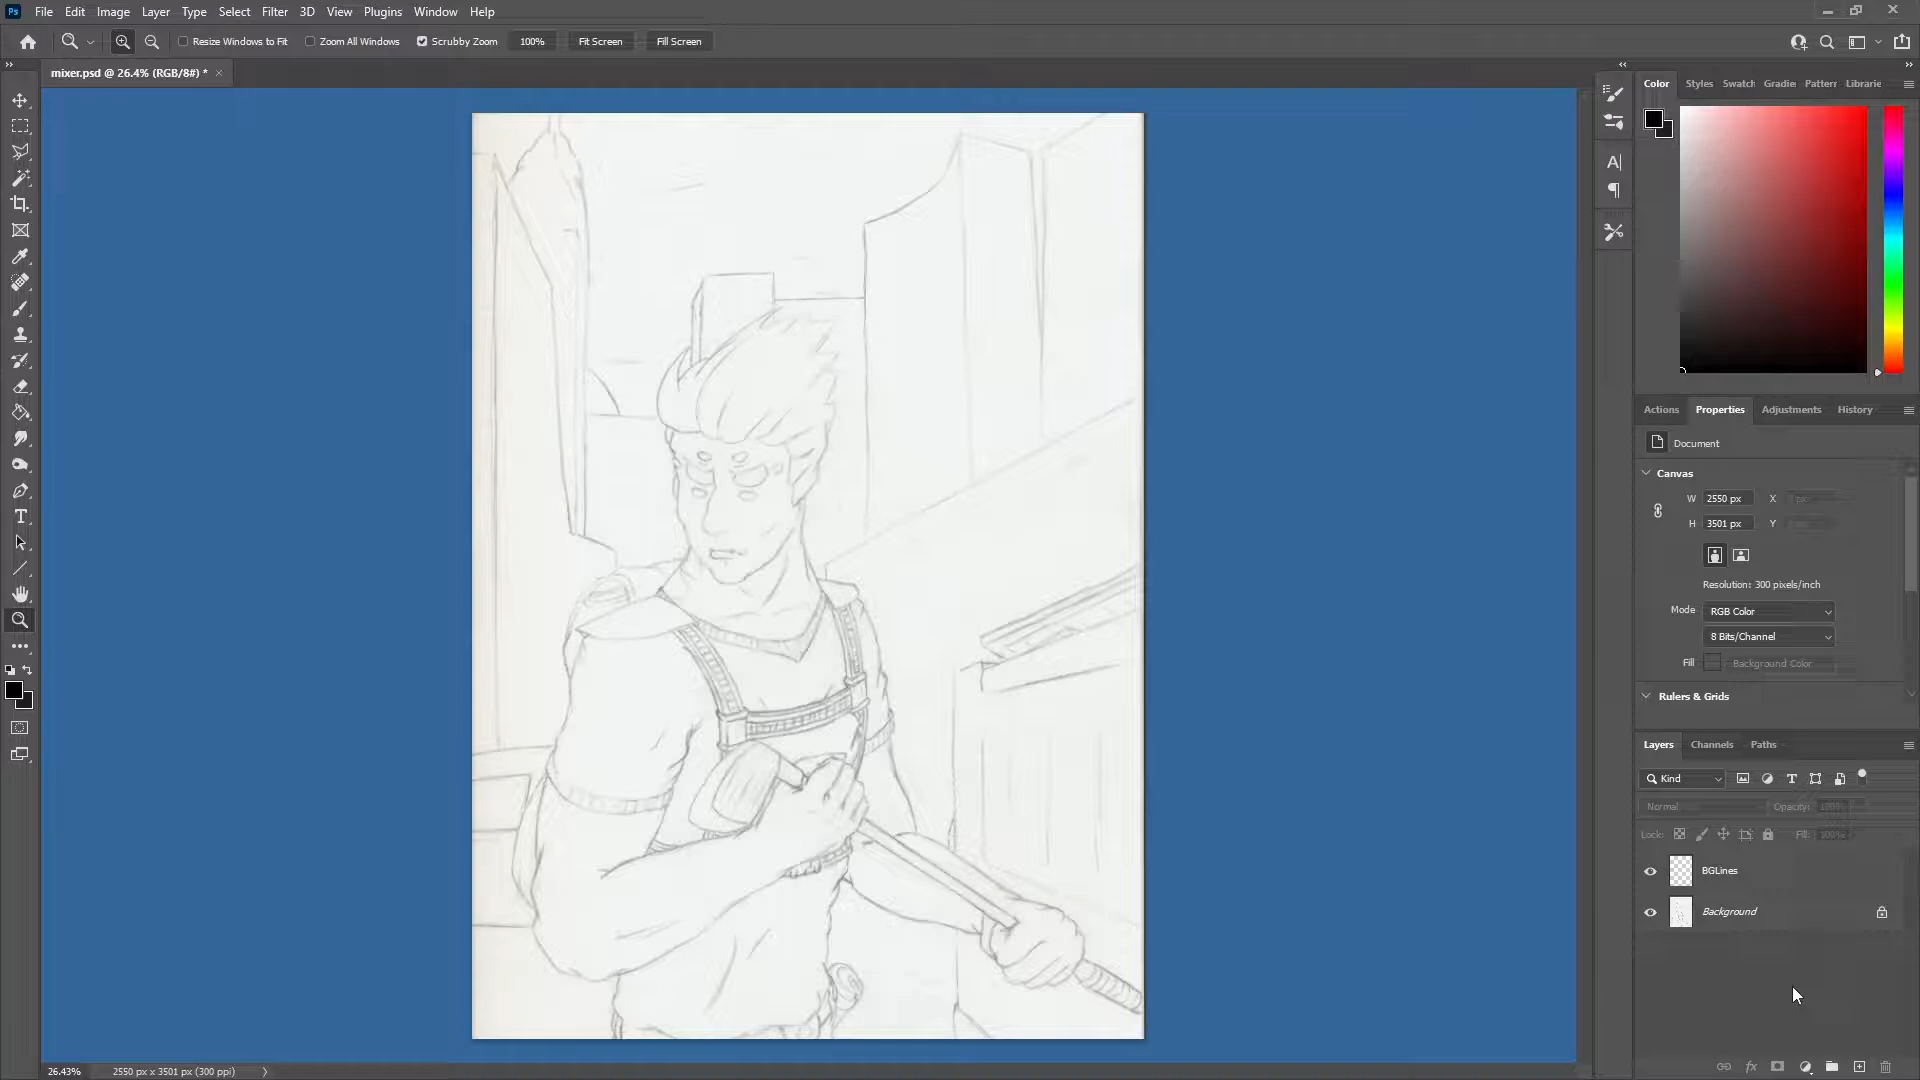 Ps File Edit Image Layer Type Select Filter 3D View Plugins Window Help
Resize Windows to Fit Zoom All Windows Scrubby Zoom 100% Fit Screen Fill Screen
mixer.psd @ 26.4% (RGB/8#) * ×
Color Styles Swatch Gradie Patterr Librarie
Actions Properties Adjustments History
Document
Canvas
W 2550 px X
H 3501 px Y
Resolution: 300 pixels/inch
Mode RGB Color
8 Bits/Channel
Fill Background Color
Rulers & Grids
Layers Channels Paths
Kind
Normal Opacity: 100%
Lock: Fill: 100%
BGLines
Background
26.43% 2550 px x 3501 px (300 ppi)